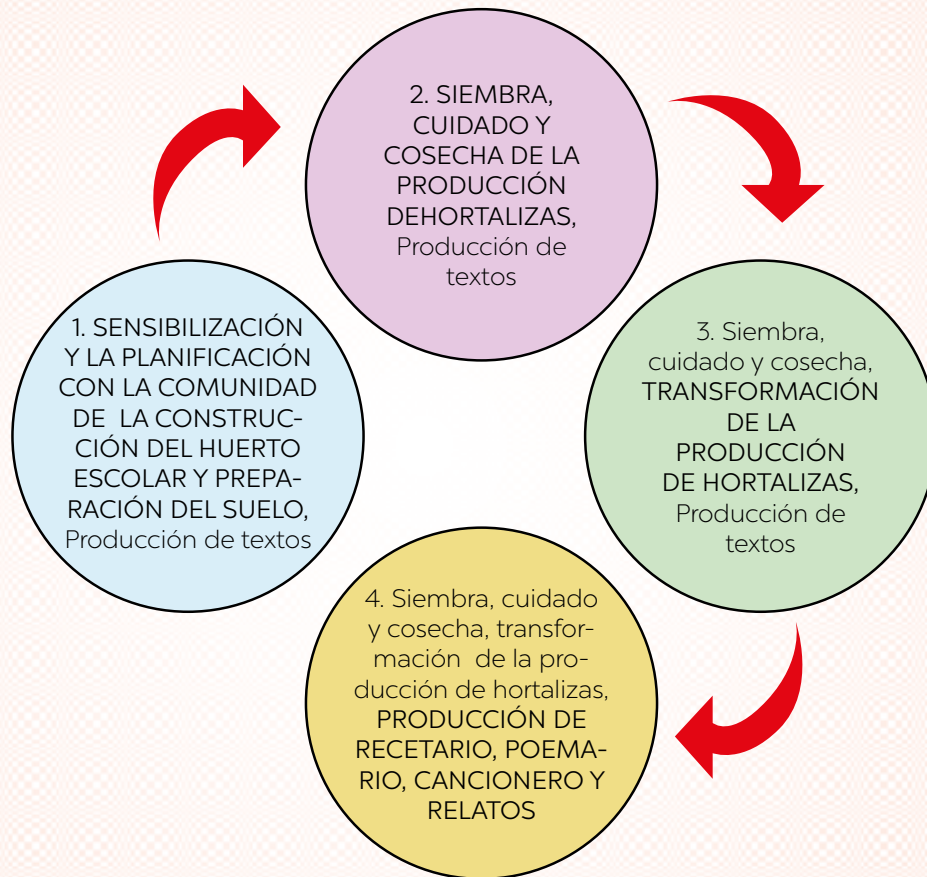 1. SENSIBILIZACIÓN
Y LA PLANIFICACIÓN
CON LA COMUNIDAD
DE  LA CONSTRUC-
CIÓN DEL HUERTO
ESCOLAR Y PREPA-
RACIÓN DEL SUELO,
Producción de textos
2. SIEMBRA,
CUIDADO Y
COSECHA DE LA
PRODUCCIÓN
DEHORTALIZAS,
Producción de
textos
3. Siembra,
cuidado y cosecha,
TRANSFORMACIÓN
DE LA
PRODUCCIÓN
DE HORTALIZAS,
Producción de
textos
4. Siembra, cuidado
y cosecha, transfor-
mación  de la pro-
ducción de hortalizas,
PRODUCCIÓN DE
RECETARIO, POEMA-
RIO, CANCIONERO Y
RELATOS